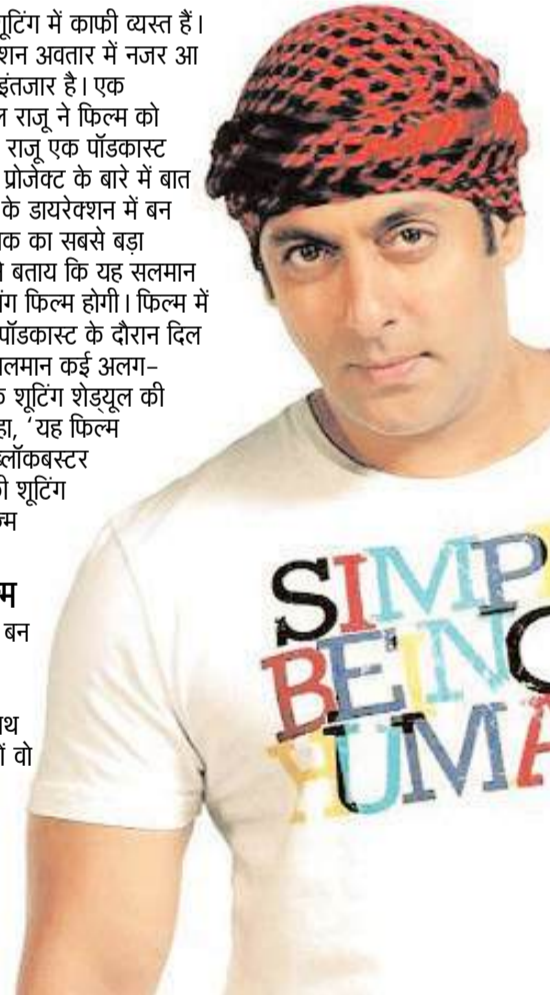 शूटिंग में काफी व्यस्त हैं।
शन अवतार में नजर आ
इंतजार है। एक
ल राजू ने फिल्म को
राजू एक पॉडकास्ट
प्रोजेक्ट के बारे में बात
के डायरेक्शन में बन
क का सबसे बड़ा
बताय कि यह सलमान
ग फिल्म होगी। फिल्म में
पॉडकास्ट के दौरान दिल
लमान कई अलग-
शूटिंग शेड्यूल की
हा, 'यह फिल्म
ब्लॉकबस्टर
की शूटिंग
म
बन
थ
वो
SIMP
BEING
HUMA